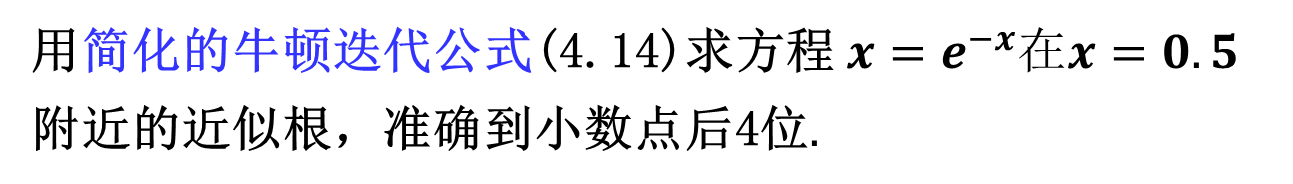 用简化的牛顿迭代公式(4.14)求方程 x = e^{-x}在x = 0.5
附近的近似根，准确到小数点后4位.